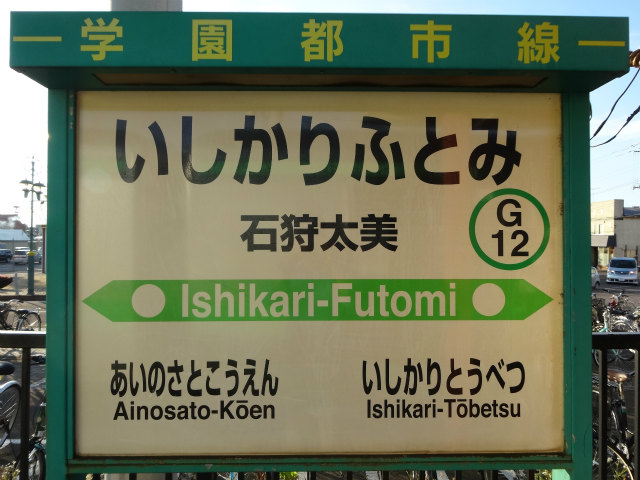 学園都市線
いしかりふとみ
石狩太美
G
12
Ishikari-Futomi
あいのさとこうえん
Ainosato-Kōen
いしかりとうべつ
Ishikari-Tōbetsu